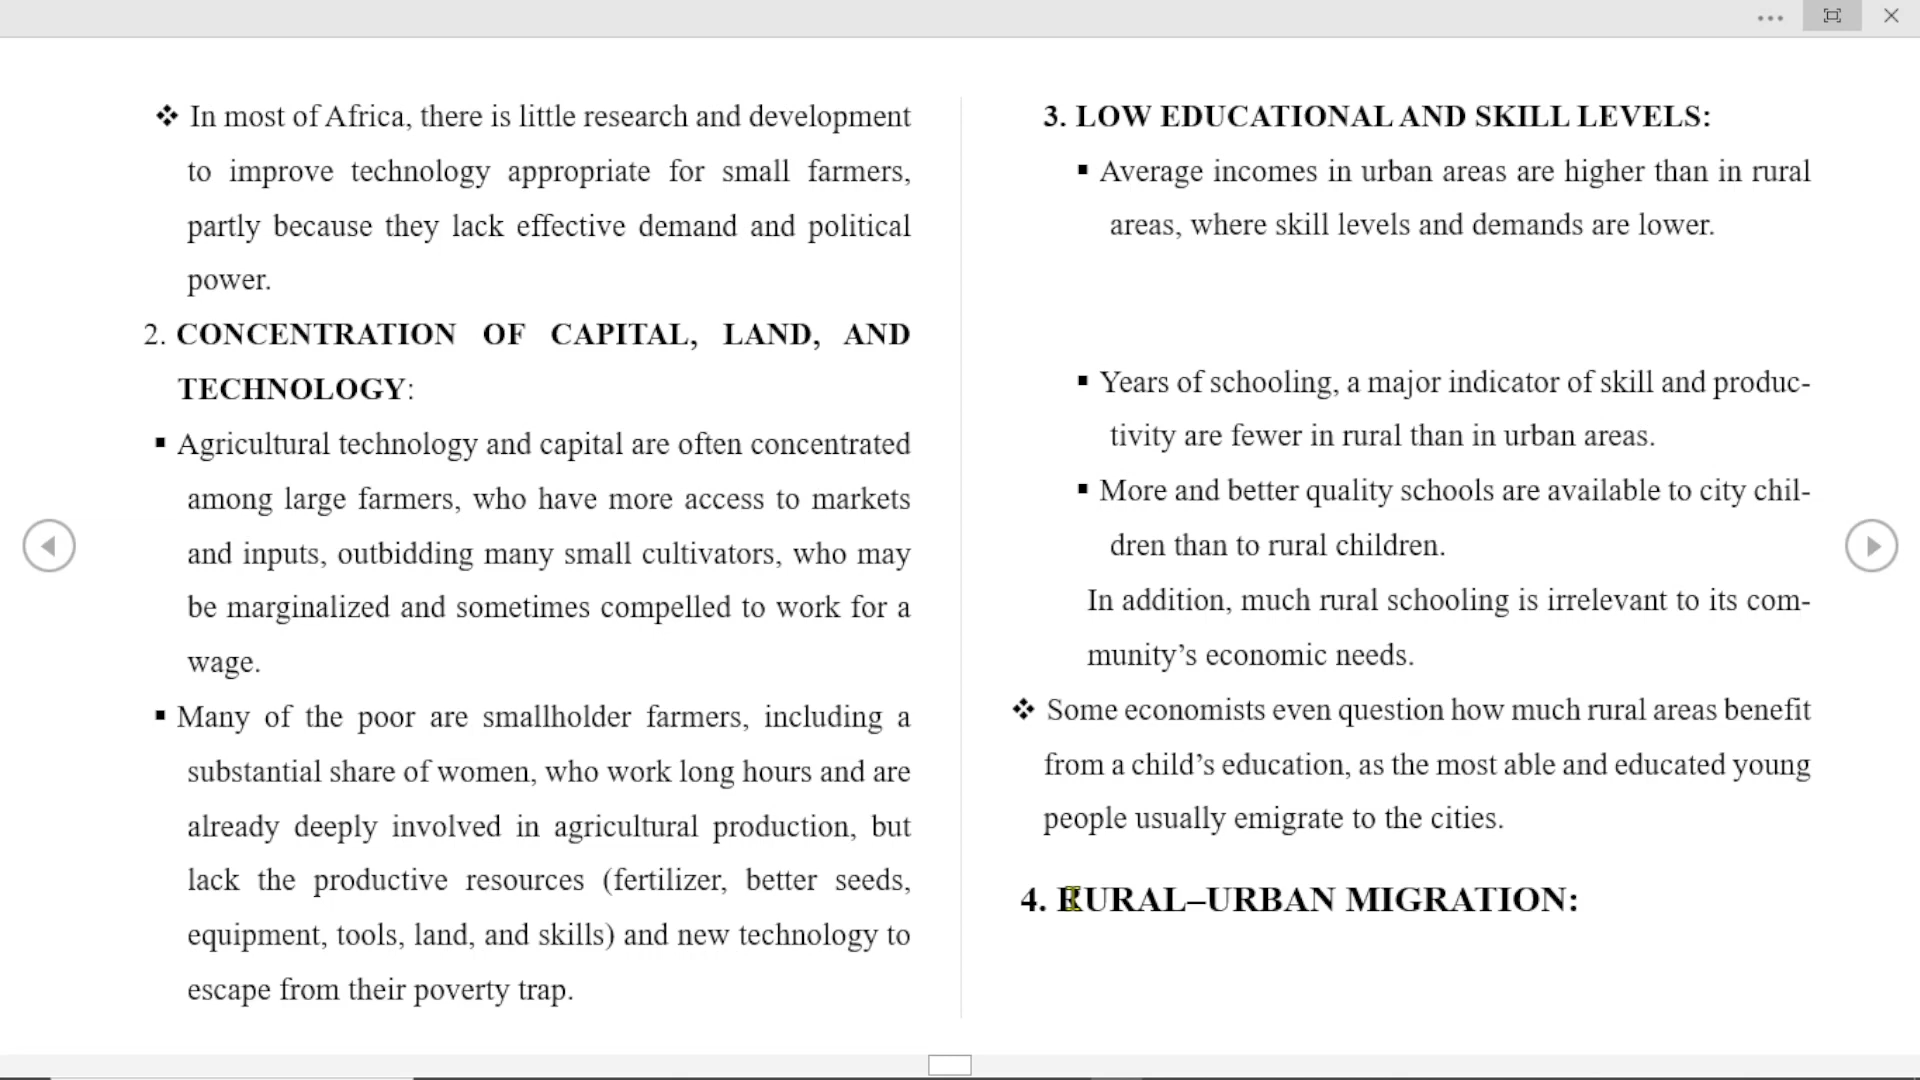 ❖ In most of Africa, there is little research and development
to improve technology appropriate for small farmers,
partly because they lack effective demand and political
power.
2. CONCENTRATION OF CAPITAL, LAND, AND
TECHNOLOGY:
▪ Agricultural technology and capital are often concentrated
among large farmers, who have more access to markets
and inputs, outbidding many small cultivators, who may
be marginalized and sometimes compelled to work for a
wage.
▪ Many of the poor are smallholder farmers, including a
substantial share of women, who work long hours and are
already deeply involved in agricultural production, but
lack the productive resources (fertilizer, better seeds,
equipment, tools, land, and skills) and new technology to
escape from their poverty trap.
3. LOW EDUCATIONAL AND SKILL LEVELS:
▪ Average incomes in urban areas are higher than in rural
areas, where skill levels and demands are lower.
▪ Years of schooling, a major indicator of skill and produc-
tivity are fewer in rural than in urban areas.
▪ More and better quality schools are available to city chil-
dren than to rural children.
In addition, much rural schooling is irrelevant to its com-
munity’s economic needs.
❖ Some economists even question how much rural areas benefit
from a child’s education, as the most able and educated young
people usually emigrate to the cities.
4. RURAL–URBAN MIGRATION: